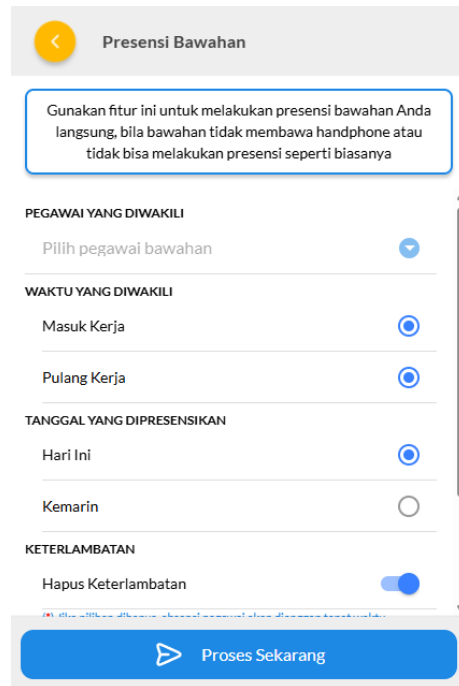 Presensi Bawahan
Gunakan fitur ini untuk melakukan presensi bawahan Anda
langsung, bila bawahan tidak membawa handphone atau
tidak bisa melakukan presensi seperti biasanya
PEGAWAI YANG DIWAKILI
Pilih pegawai bawahan
WAKTU YANG DIWAKILI
Masuk Kerja
Pulang Kerja
TANGGAL YANG DIPRESENSIKAN
Hari Ini
Kemarin
KETERLAMBATAN
Hapus Keterlambatan
Proses Sekarang